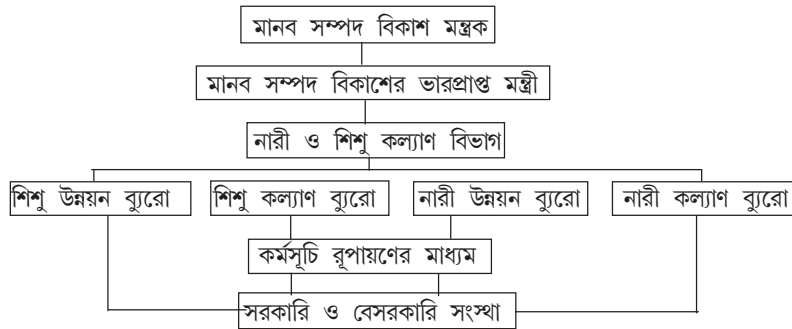 মানব সম্পদ বিকাশ মন্ত্রক
মানব সম্পদ বিকাশের ভারপ্রাপ্ত মন্ত্রী
নারী ও শিশু কল্যাণ বিভাগ
শিশু উন্নয়ন ব্যুরো শিশু কল্যাণ ব্যুরো নারী উন্নয়ন ব্যুরো নারী কল্যাণ ব্যুরো
কর্মসূচি রূপায়ণের মাধ্যম
সরকারি ও বেসরকারি সংস্থা